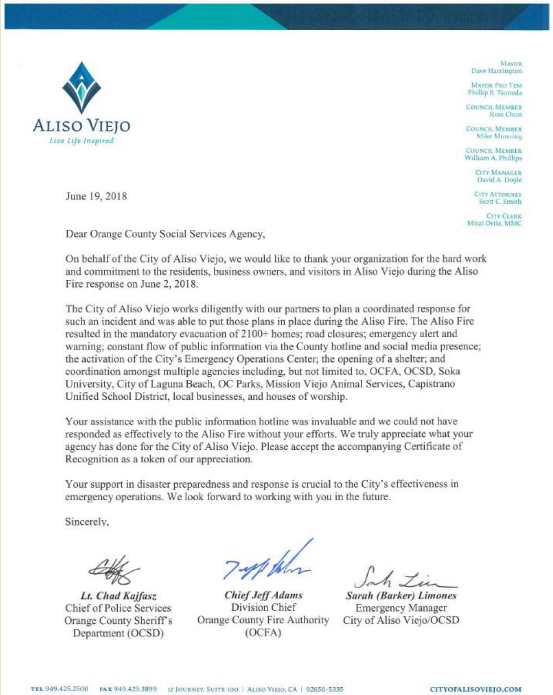 ALISO VIEJO
Live Life Inspired
MAYOR
Dave Harrington
MAYOR PRO TEM
Phillip B. Tsunoda
COUNCIL MEMBER
Ross Chun
COUNCIL MEMBER
Mike Munzing
COUNCIL MEMBER
William A. Phillips
CITY MANAGER
David A. Doyle
CITY ATTORNEY
Scott C. Smith
CITY CLERK
Mitzi Ortiz, MMC
June 19, 2018
Dear Orange County Social Services Agency,
On behalf of the City of Aliso Viejo, we would like to thank your organization for the hard work
and commitment to the residents, business owners, and visitors in Aliso Viejo during the Aliso
Fire response on June 2, 2018.
The City of Aliso Viejo works diligently with our partners to plan a coordinated response for
such an incident and was able to put those plans in place during the Aliso Fire. The Aliso Fire
resulted in the mandatory evacuation of 2100+ homes; road closures; emergency alert and
warning; constant flow of public information via the County hotline and social media presence;
the activation of the City's Emergency Operations Center; the opening of a shelter; and
coordination amongst multiple agencies including, but not limited to, OCFA, OCSD, Soka
University, City of Laguna Beach, OC Parks, Mission Viejo Animal Services, Capistrano
Unified School District, local businesses, and houses of worship.
Your assistance with the public information hotline was invaluable and we could not have
responded as effectively to the Aliso Fire without your efforts. We truly appreciate what your
agency has done for the City of Aliso Viejo. Please accept the accompanying Certificate of
Recognition as a token of our appreciation.
Your support in disaster preparedness and response is crucial to the City's effectiveness in
emergency operations. We look forward to working with you in the future.
Sincerely,
Lt. Chad Kajfasz
Chief of Police Services
Orange County Sheriff's
Department (OCSD)
Chief Jeff Adams
Division Chief
Orange County Fire Authority
(OCFA)
Sarah (Barker) Limones
Emergency Manager
City of Aliso Viejo/OCSD
TEL 949.425.2500 FAX 949.425.3899 12 JOURNEY, SUITE 100 | ALISO VIEJO, CA | 92656-5335 CITYOFALISOVIEJO.COM